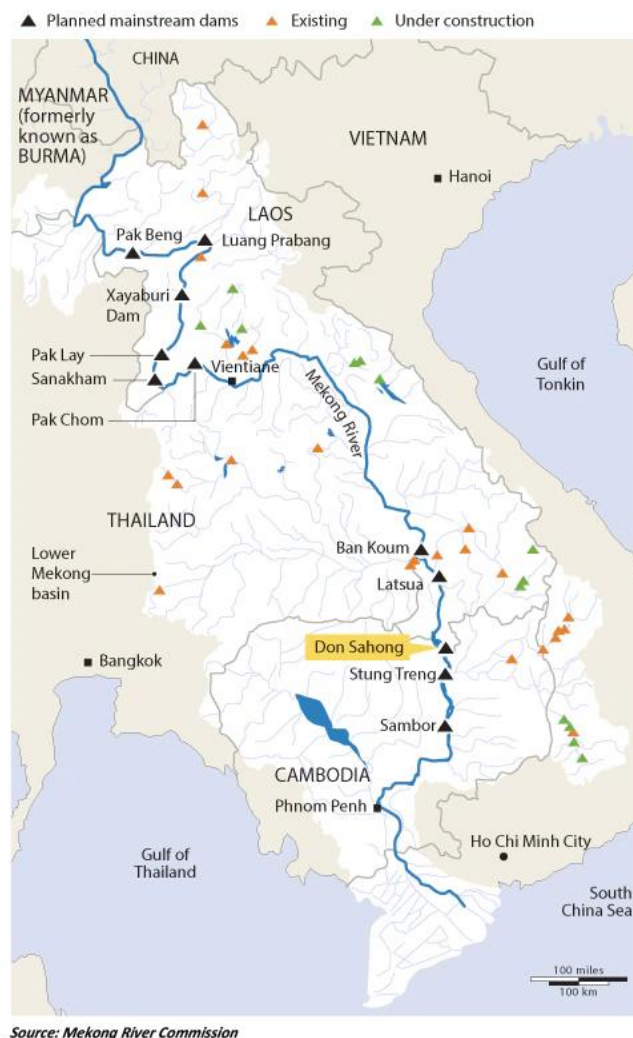 Planned mainstream dams Existing Under construction
CHINA
MYANMAR
(formerly
known as
BURMA)
VIETNAM
Hanoi
LAOS
Pak Beng
Luang Prabang
Xayaburi
Dam
Pak Lay
Vientiane
Sanakham
Pak Chom
Mekong River
Gulf of
Tonkin
THAILAND
Ban Koum
Lower
Mekong
basin
Latsua
Don Sahong
Bangkok
Stung Treng
Sambor
CAMBODIA
Phnom Penh
Ho Chi Minh City
Gulf of
Thailand
South
China Sea
100 miles
100 km
Source: Mekong River Commission